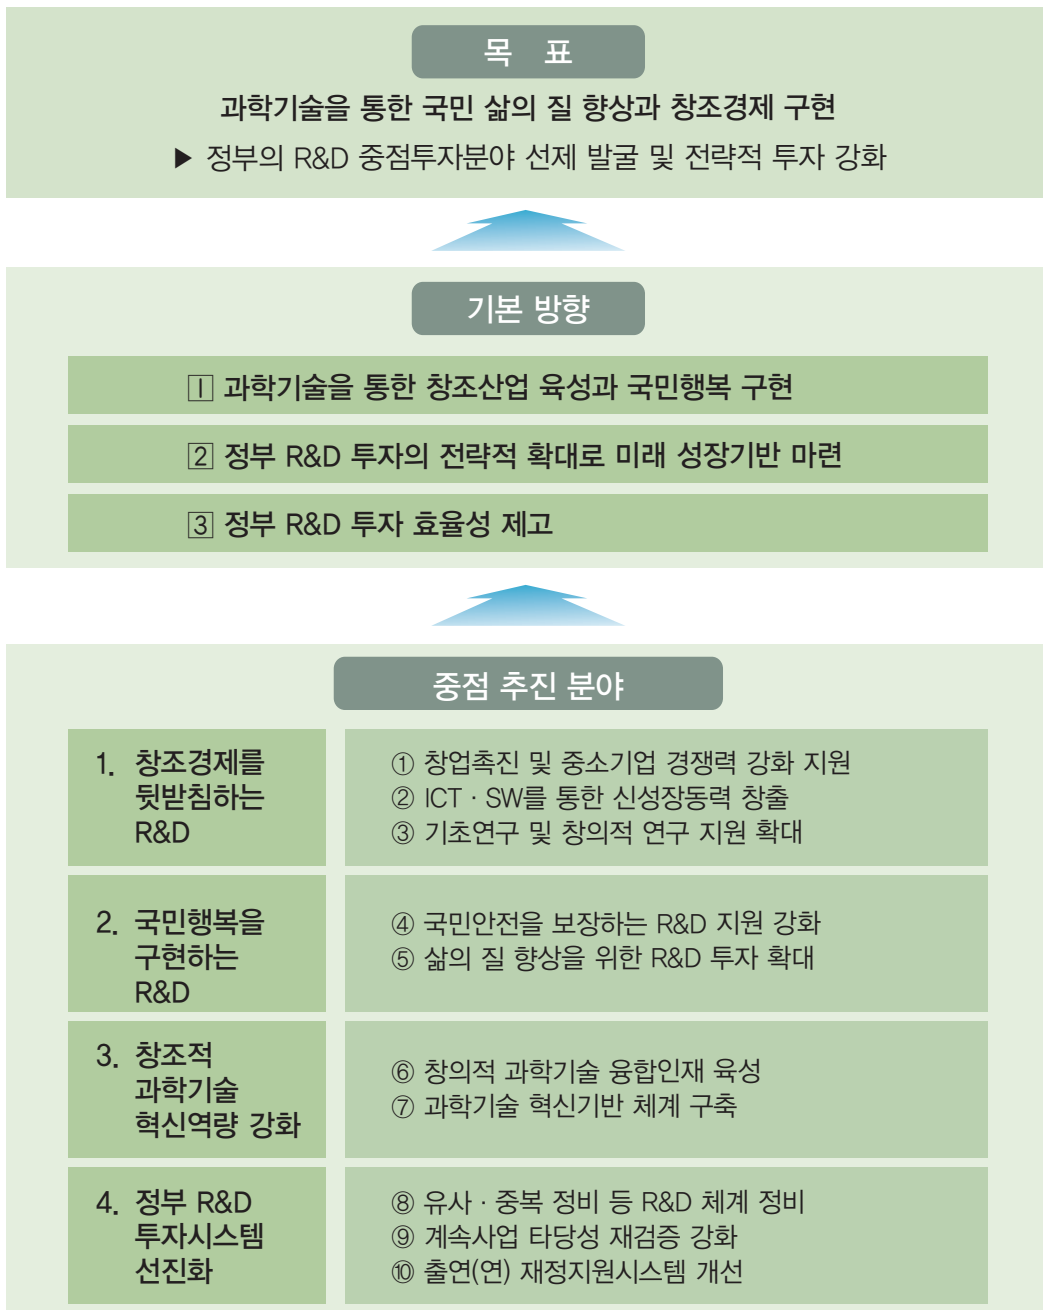 목 표
과학기술을 통한 국민 삶의 질 향상과 창조경제 구현
▶ 정부의 R&D 중점투자분야 선제 발굴 및 전략적 투자 강화
기본 방향
1 과학기술을 통한 창조산업 육성과 국민행복 구현
2 정부 R&D 투자의 전략적 확대로 미래 성장기반 마련
3 정부 R&D 투자 효율성 제고
중점 추진 분야
1. 창조경제를
뒷받침하는
R&D
① 창업촉진 및 중소기업 경쟁력 강화 지원
② ICT · SW를 통한 신성장동력 창출
③ 기초연구 및 창의적 연구 지원 확대
2. 국민행복을
구현하는
R&D
④ 국민안전을 보장하는 R&D 지원 강화
⑤ 삶의 질 향상을 위한 R&D 투자 확대
3. 창조적
과학기술
혁신역량 강화
⑥ 창의적 과학기술 융합인재 육성
⑦ 과학기술 혁신기반 체계 구축
4. 정부 R&D
투자시스템
선진화
⑧ 유사 · 중복 정비 등 R&D 체계 정비
⑨ 계속사업 타당성 재검증 강화
⑩ 출연(연) 재정지원시스템 개선